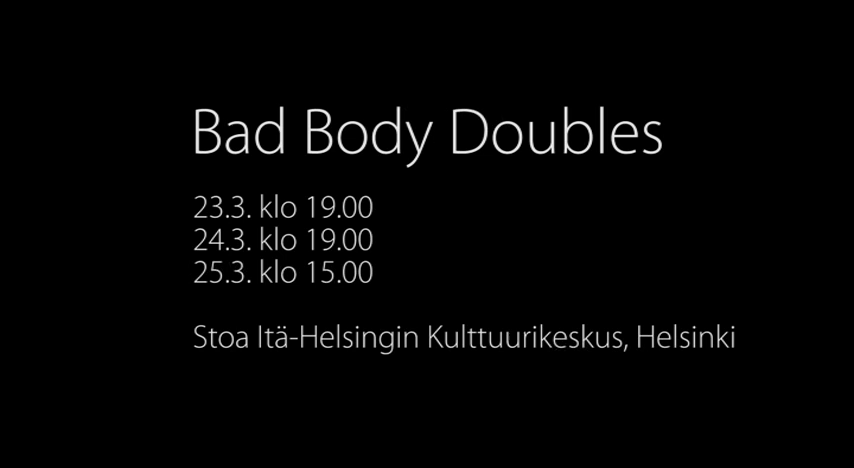 Bad Body Doubles
23.3. klo 19.00
24.3. klo 19.00
25.3. klo 15.00
Stoa Itä-Helsingin Kulttuurikeskus, Helsinki